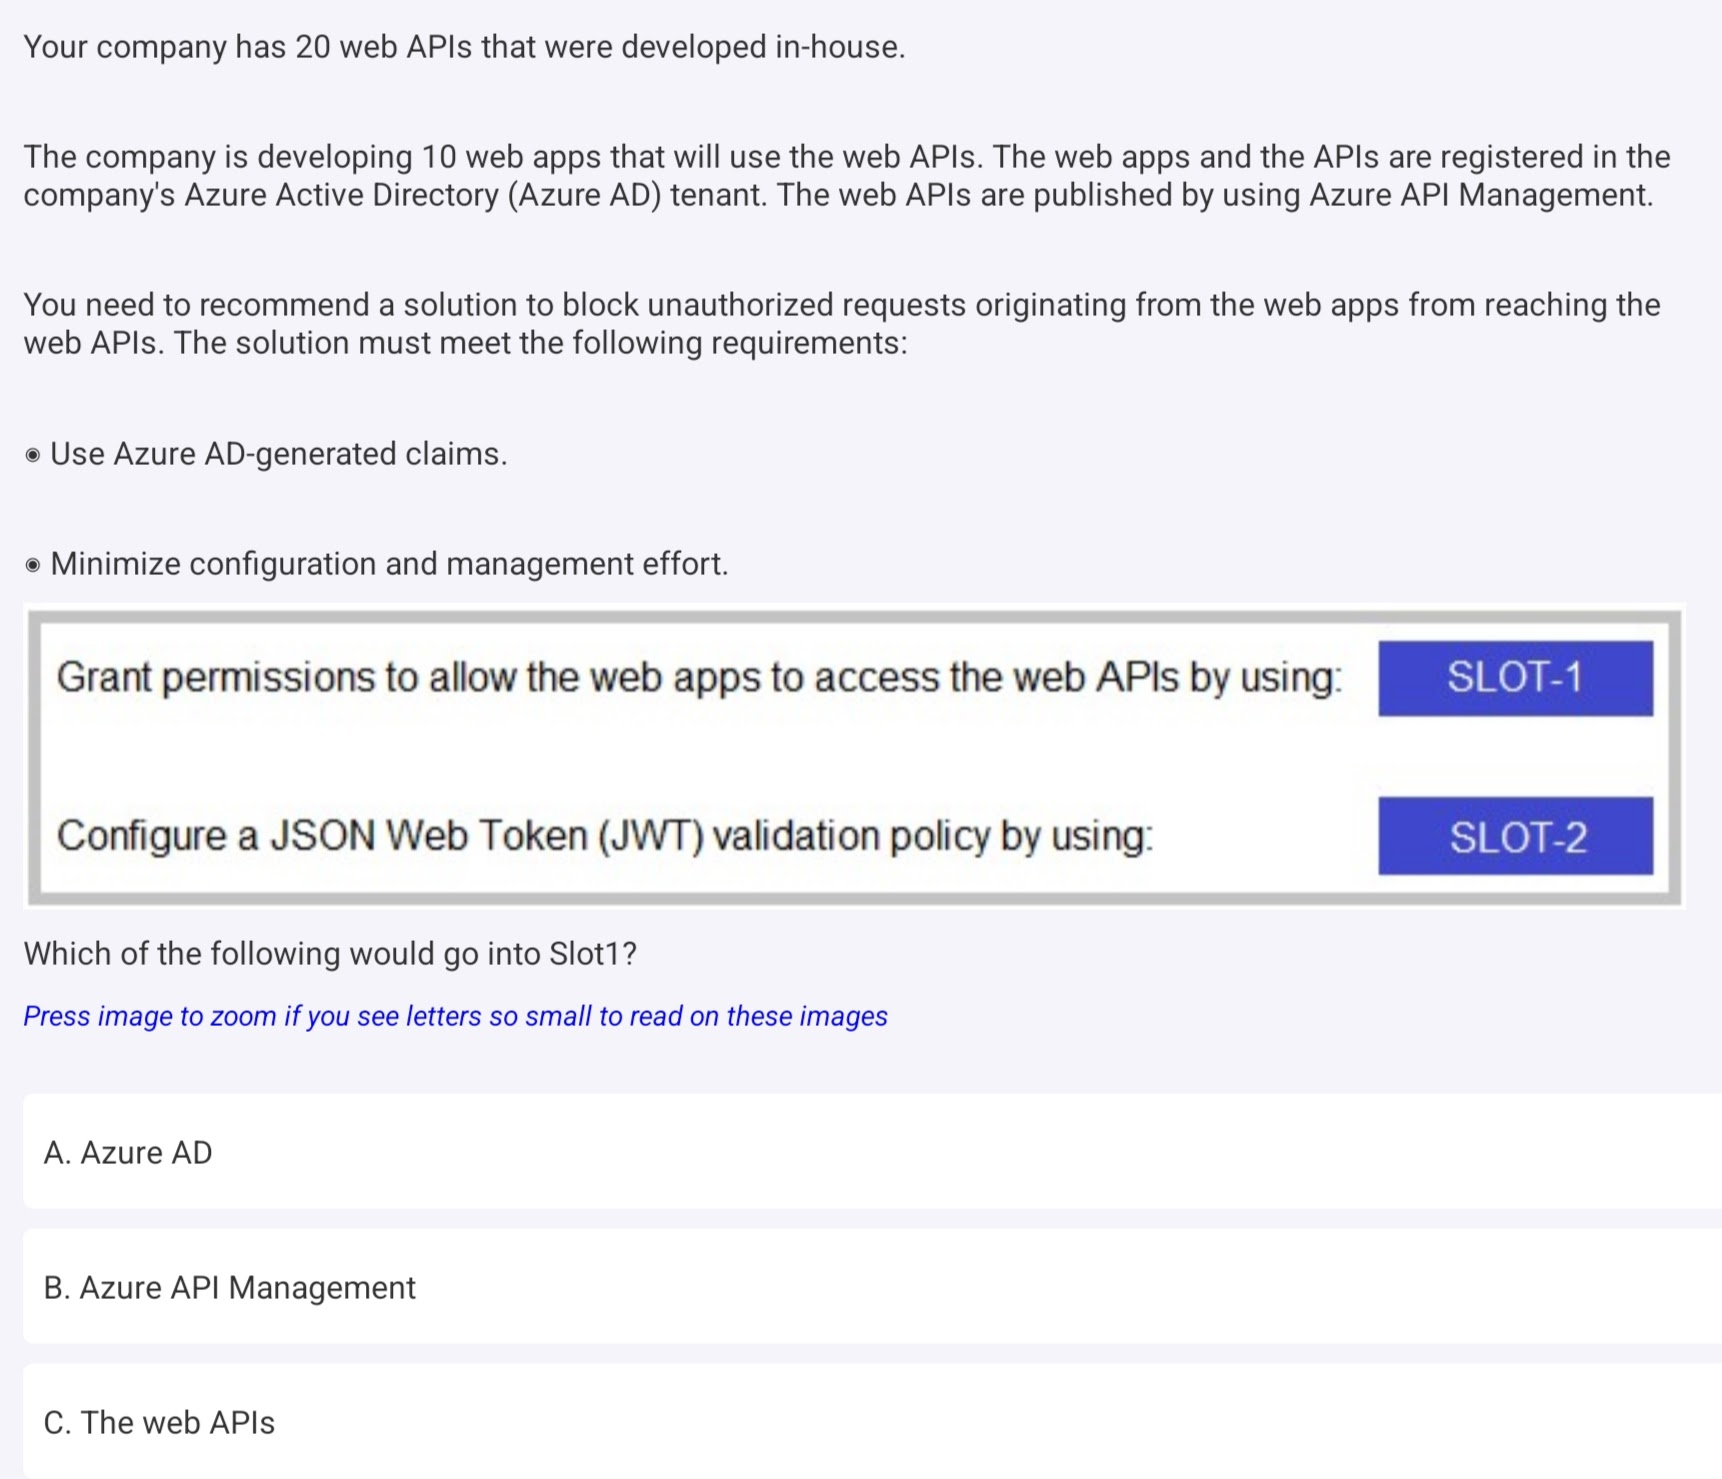 Your company has 20 web APIs that were developed in-house.
The company is developing 10 web apps that will use the web APIs. The web apps and the APIs are registered in the
company's Azure Active Directory (Azure AD) tenant. The web APIs are published by using Azure API Management.
You need to recommend a solution to block unauthorized requests originating from the web apps from reaching the
web APIs. The solution must meet the following requirements:
◉ Use Azure AD-generated claims.
◉ Minimize configuration and management effort.
Grant permissions to allow the web apps to access the web APIs by using: SLOT-1
Configure a JSON Web Token (JWT) validation policy by using: SLOT-2
Which of the following would go into Slot1?
Press image to zoom if you see letters so small to read on these images
A. Azure AD
B. Azure API Management
C. The web APIs